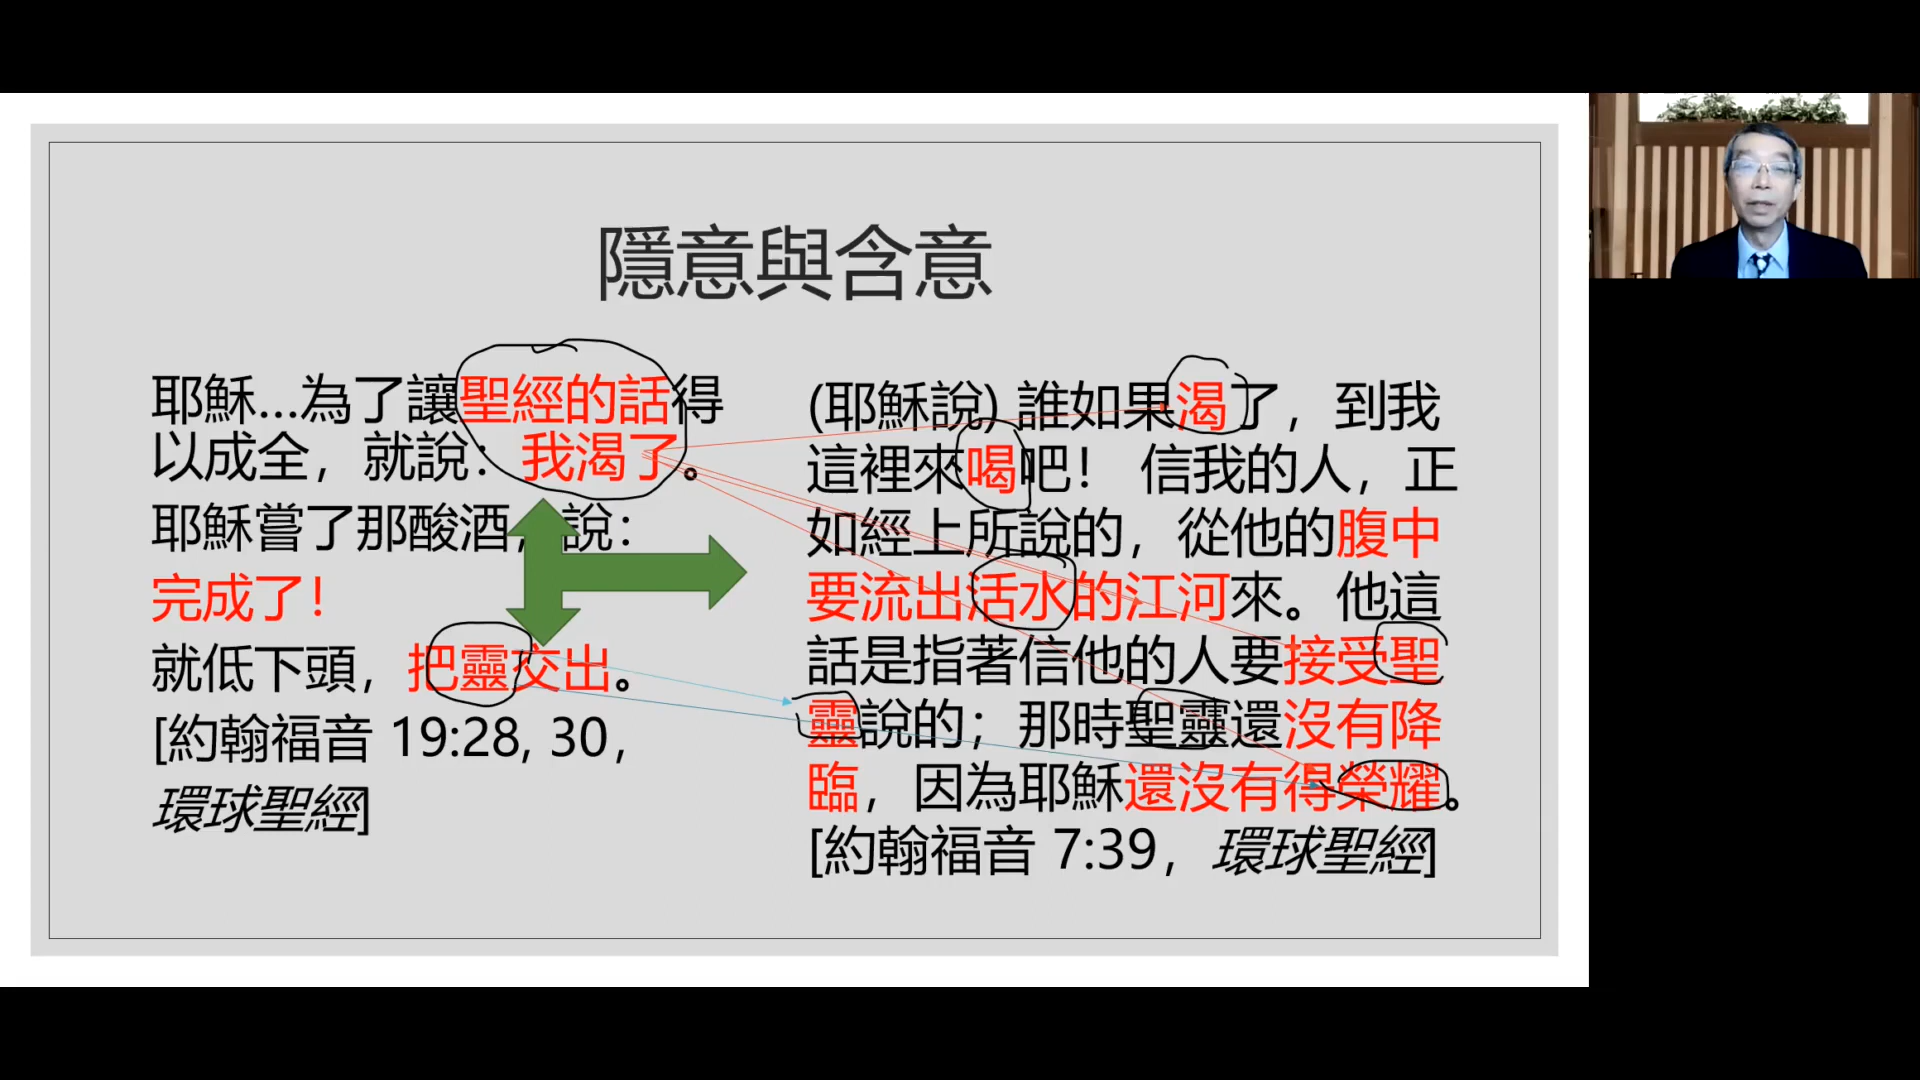 隱意與含意
耶穌...為了讓聖經的話得
以成全，就說：我渴了。
耶穌嘗了那酸酒，說：
完成了！
就低下頭，把靈交出。
[約翰福音 19:28, 30，
環球聖經]
(耶穌說) 誰如果渴了，到我
這裡來喝吧！ 信我的人，正
如經上所說的，從他的腹中
要流出活水的江河來。他這
話是指著信他的人要接受聖
靈說的；那時聖靈還沒有降
臨，因為耶穌還沒有得榮耀。
[約翰福音 7:39，環球聖經]